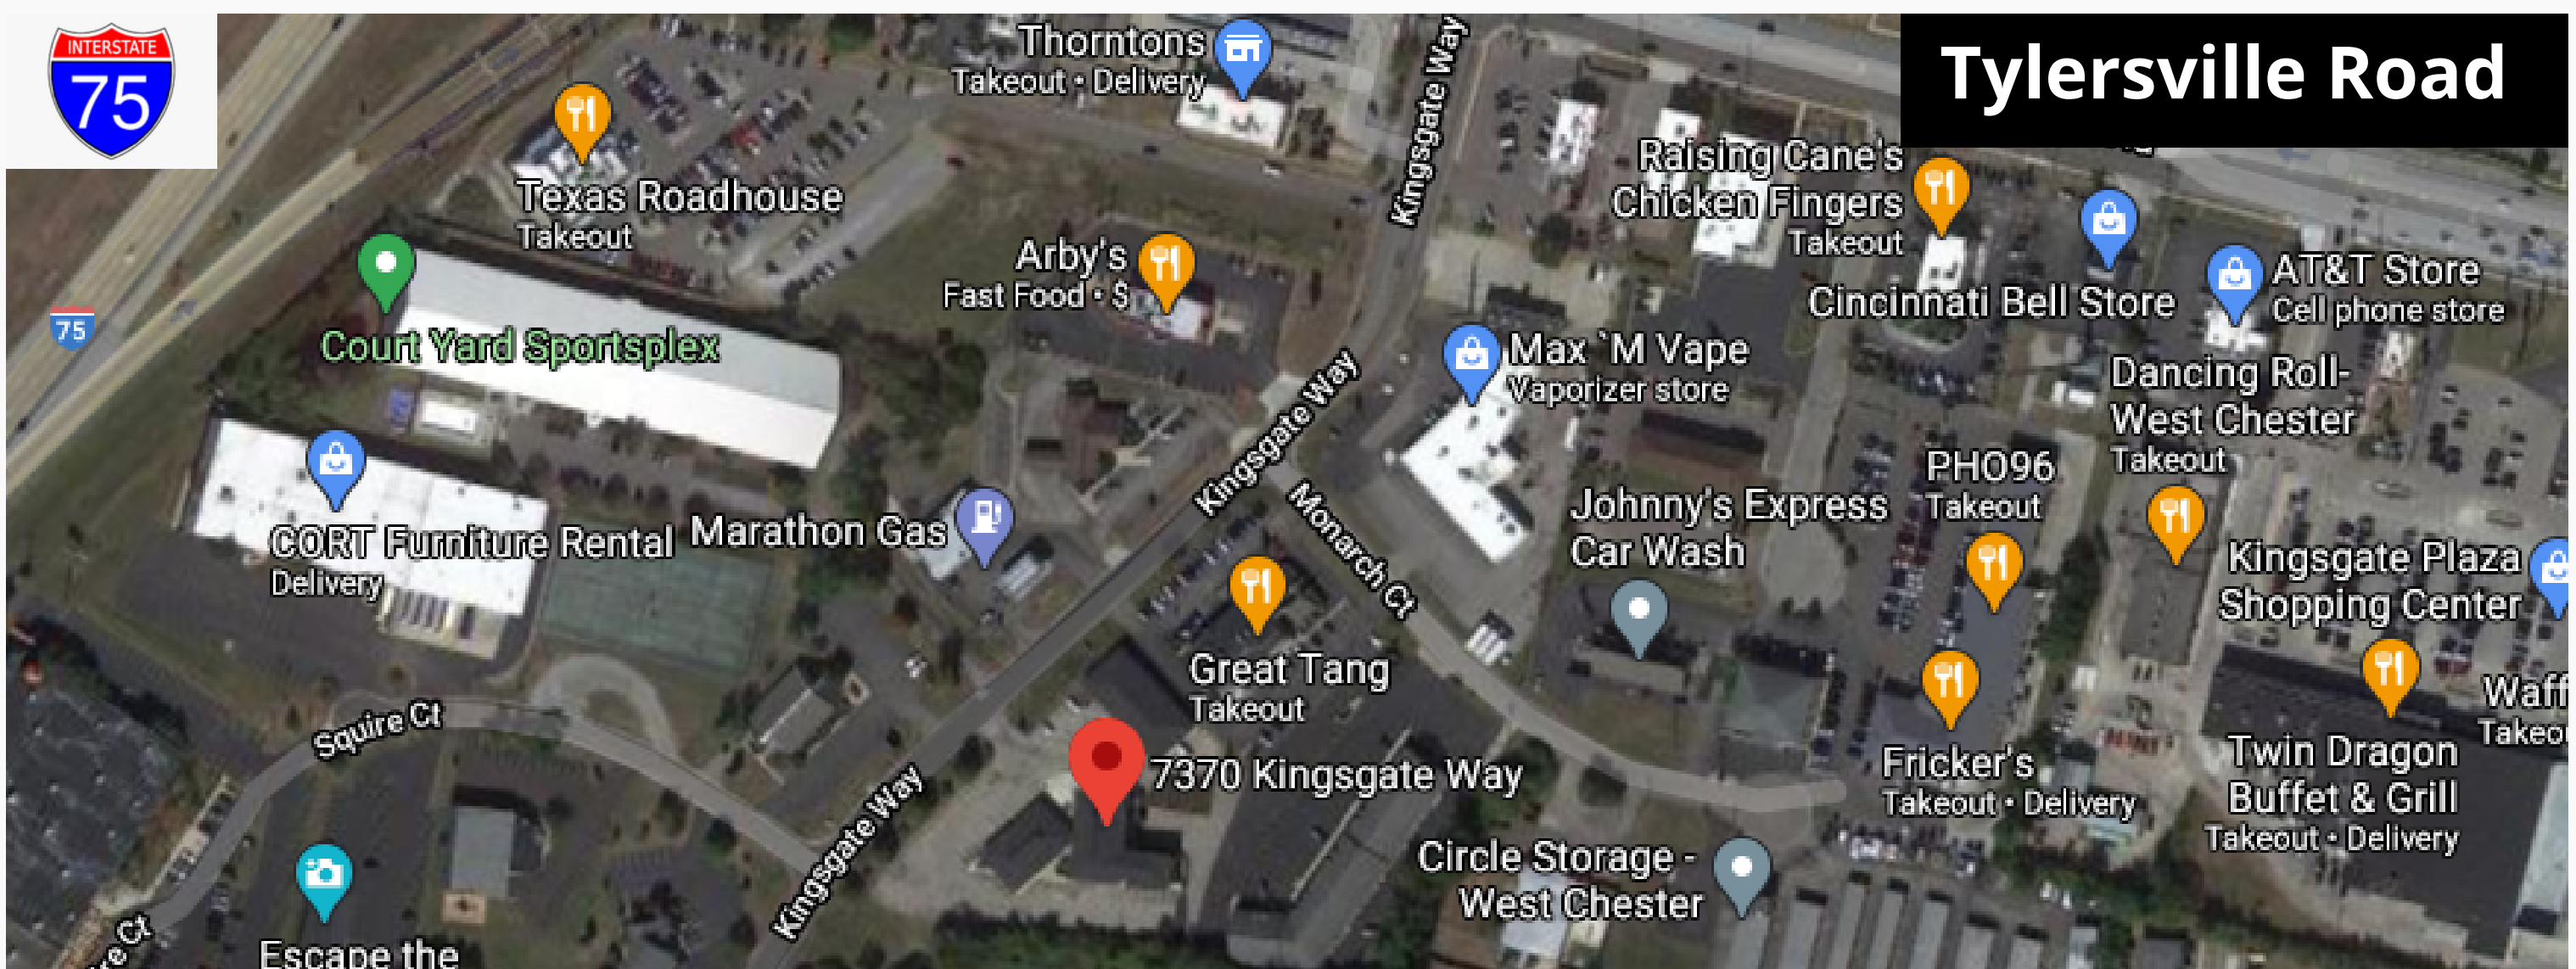 INTERSTATE
75
Tylersville Road
Thorntons
Takeout • Delivery
Kingsgate Way
Texas Roadhouse
Takeout
Raising Cane's
Chicken Fingers
Takeout
Arby's
Fast Food • $
Cincinnati Bell Store
AT&T Store
Cell phone store
75
Court Yard Sportsplex
Max `M Vape
Vaporizer store
Dancing Roll-
West Chester
Takeout
Kingsgate Way
Monarch Ct
PHO96
Takeout
Johnny's Express
Car Wash
CORT Furniture Rental
Delivery
Marathon Gas
Kingsgate Plaza
Shopping Center
Great Tang
Takeout
Squire Ct
7370 Kingsgate Way
Fricker's
Takeout • Delivery
Twin Dragon
Buffet & Grill
Takeout • Delivery
Kingsgate Way
Circle Storage -
West Chester
Escape the